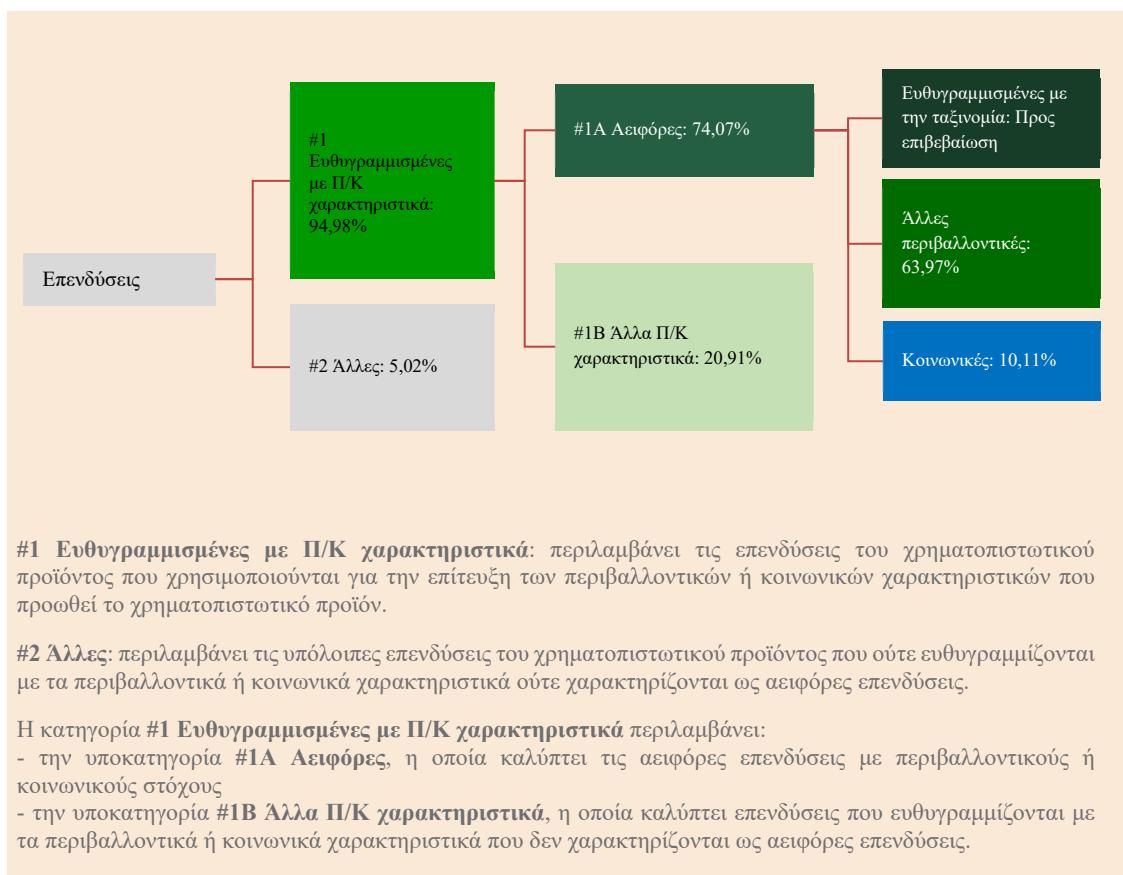 Επενδύσεις
#1
Ευθυγραμμισμένες
με Π/Κ
χαρακτηριστικά:
94,98%
#2 Άλλες: 5,02%
#1Α Αειφόρες: 74,07%
#1Β Άλλα Π/Κ
χαρακτηριστικά: 20,91%
Ευθυγραμμισμένες με
την ταξινομία: Προς
επιβεβαίωση
Άλλες
περιβαλλοντικές:
63,97%
Κοινωνικές: 10,11%
#1 Ευθυγραμμισμένες με Π/Κ χαρακτηριστικά: περιλαμβάνει τις επενδύσεις του χρηματοπιστωτικού
προϊόντος που χρησιμοποιούνται για την επίτευξη των περιβαλλοντικών ή κοινωνικών χαρακτηριστικών που
προωθεί το χρηματοπιστωτικό προϊόν.
#2 Άλλες: περιλαμβάνει τις υπόλοιπες επενδύσεις του χρηματοπιστωτικού προϊόντος που ούτε ευθυγραμμίζονται
με τα περιβαλλοντικά ή κοινωνικά χαρακτηριστικά ούτε χαρακτηρίζονται ως αειφόρες επενδύσεις.
Η κατηγορία #1 Ευθυγραμμισμένες με Π/Κ χαρακτηριστικά περιλαμβάνει:
- την υποκατηγορία #1Α Αειφόρες, η οποία καλύπτει τις αειφόρες επενδύσεις με περιβαλλοντικούς ή
κοινωνικούς στόχους
- την υποκατηγορία #1Β Άλλα Π/Κ χαρακτηριστικά, η οποία καλύπτει επενδύσεις που ευθυγραμμίζονται με
τα περιβαλλοντικά ή κοινωνικά χαρακτηριστικά που δεν χαρακτηρίζονται ως αειφόρες επενδύσεις.